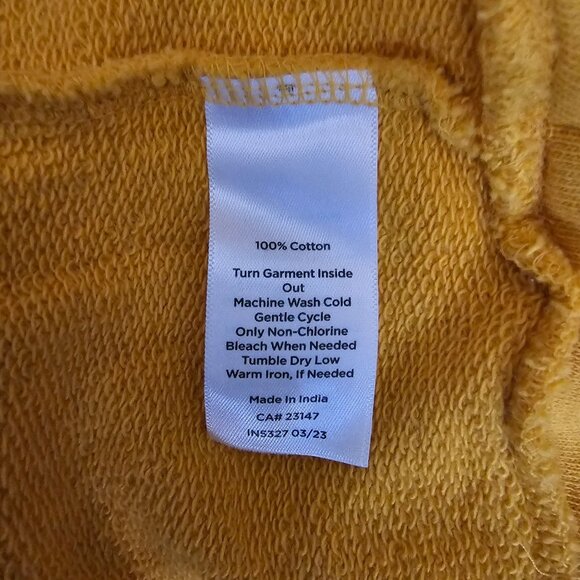 100% Cotton
Turn Garment Inside
Out
Machine Wash Cold
Gentle Cycle
Only Non-Chlorine
Bleach When Needed
Tumble Dry Low
Warm Iron, If Needed
Made In India
CA# 23147
INS327 03/23